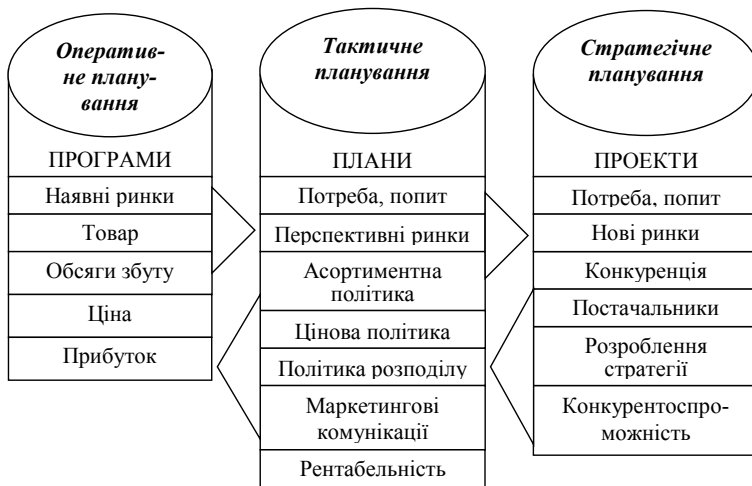 Оператив-
не плану-
вання
ПРОГРАМИ
Наявні ринки
Товар
Обсяги збуту
Ціна
Прибуток
Тактичне
планування
ПЛАНИ
Потреба, попит
Перспективні ринки
Асортиментна
політика
Цінова політика
Політика розподілу
Маркетингові
комунікації
Рентабельність
Стратегічне
планування
ПРОЕКТИ
Потреба, попит
Нові ринки
Конкуренція
Постачальники
Розроблення
стратегії
Конкурентоспро-
можність